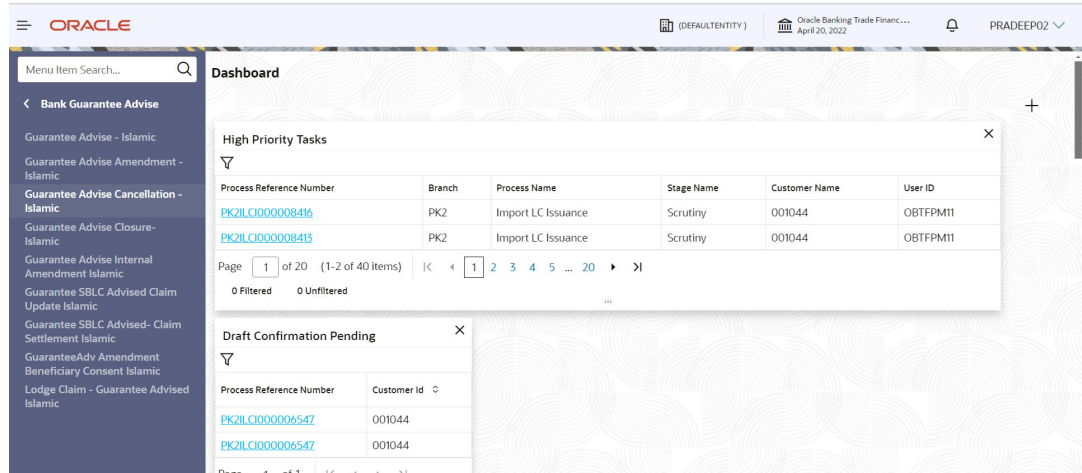 ORACLE
(DEFAULTENTITY )
Oracle Banking Trade Financ...
April 20, 2022
PRADEEP02
Menu Item Search...
Bank Guarantee Advise
Guarantee Advise - Islamic
Guarantee Advise Amendment -
Islamic
Guarantee Advise Cancellation -
Islamic
Guarantee Advise Closure-
Islamic
Guarantee Advise Internal
Amendment Islamic
Guarantee SBLC Advised Claim
Update Islamic
Guarantee SBLC Advised- Claim
Settlement Islamic
GuaranteeAdv Amendment
Beneficiary Consent Islamic
Lodge Claim - Guarantee Advised
Islamic
Dashboard
High Priority Tasks
Process Reference Number Branch Process Name Stage Name Customer Name User ID
PK2ILCI000008416 PK2 Import LC Issuance Scrutiny 001044 OBTFPM11
PK2ILCI000008413 PK2 Import LC Issuance Scrutiny 001044 OBTFPM11
Page 1 of 20 (1-2 of 40 items) 1 2 3 4 5 ... 20
0 Filtered 0 Unfiltered
Draft Confirmation Pending
Process Reference Number Customer Id
PK2ILCI000006547 001044
PK2ILCI000006547 001044
Page 1 of 1